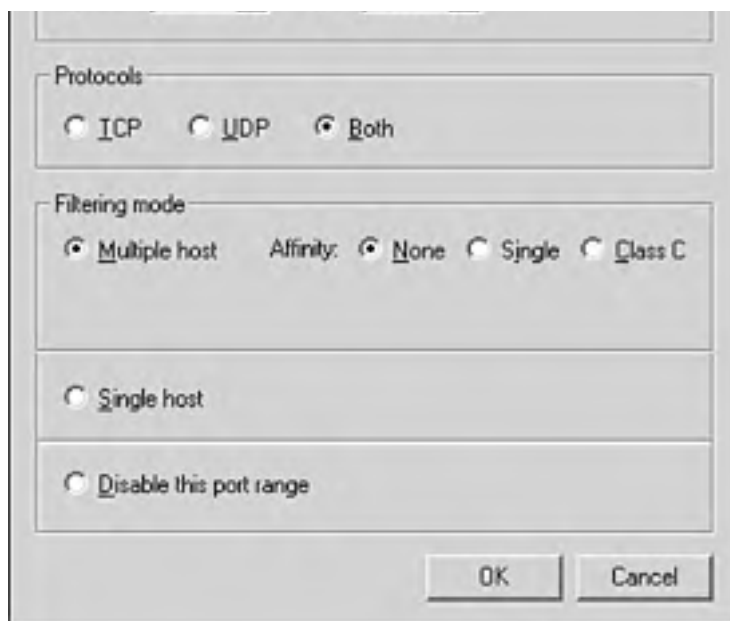 Protocols
TCP UDP Both
Filtering mode
Multiple host Affinity: None Single Class C
Single host
Disable this port range
OK Cancel